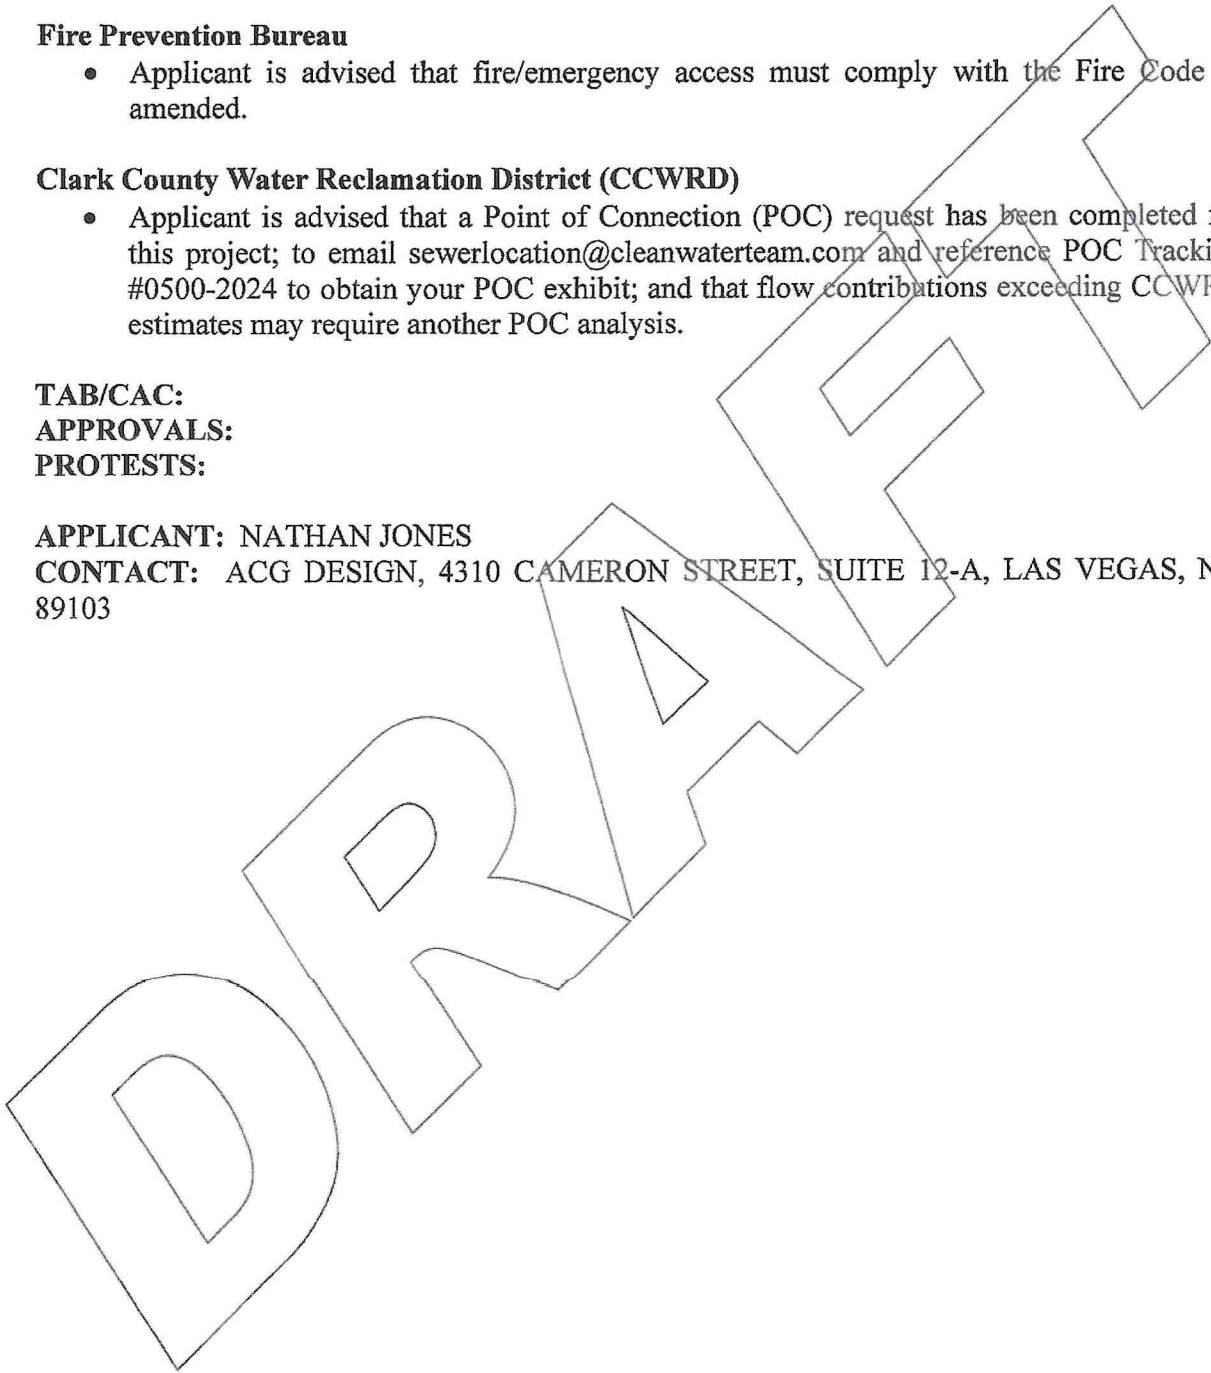 Fire Prevention Bureau
• Applicant is advised that fire/emergency access must comply with the Fire Code
amended.
Clark County Water Reclamation District (CCWRD)
• Applicant is advised that a Point of Connection (POC) request has been completed
this project; to email sewerlocation@cleanwaterteam.com and reference POC Tracki
#0500-2024 to obtain your POC exhibit; and that flow contributions exceeding CCWR
estimates may require another POC analysis.
TAB/CAC:
APPROVALS:
PROTESTS:
APPLICANT: NATHAN JONES
CONTACT: ACG DESIGN, 4310 CAMERON STREET, SUITE 12-A, LAS VEGAS, N
89103
DRAFT